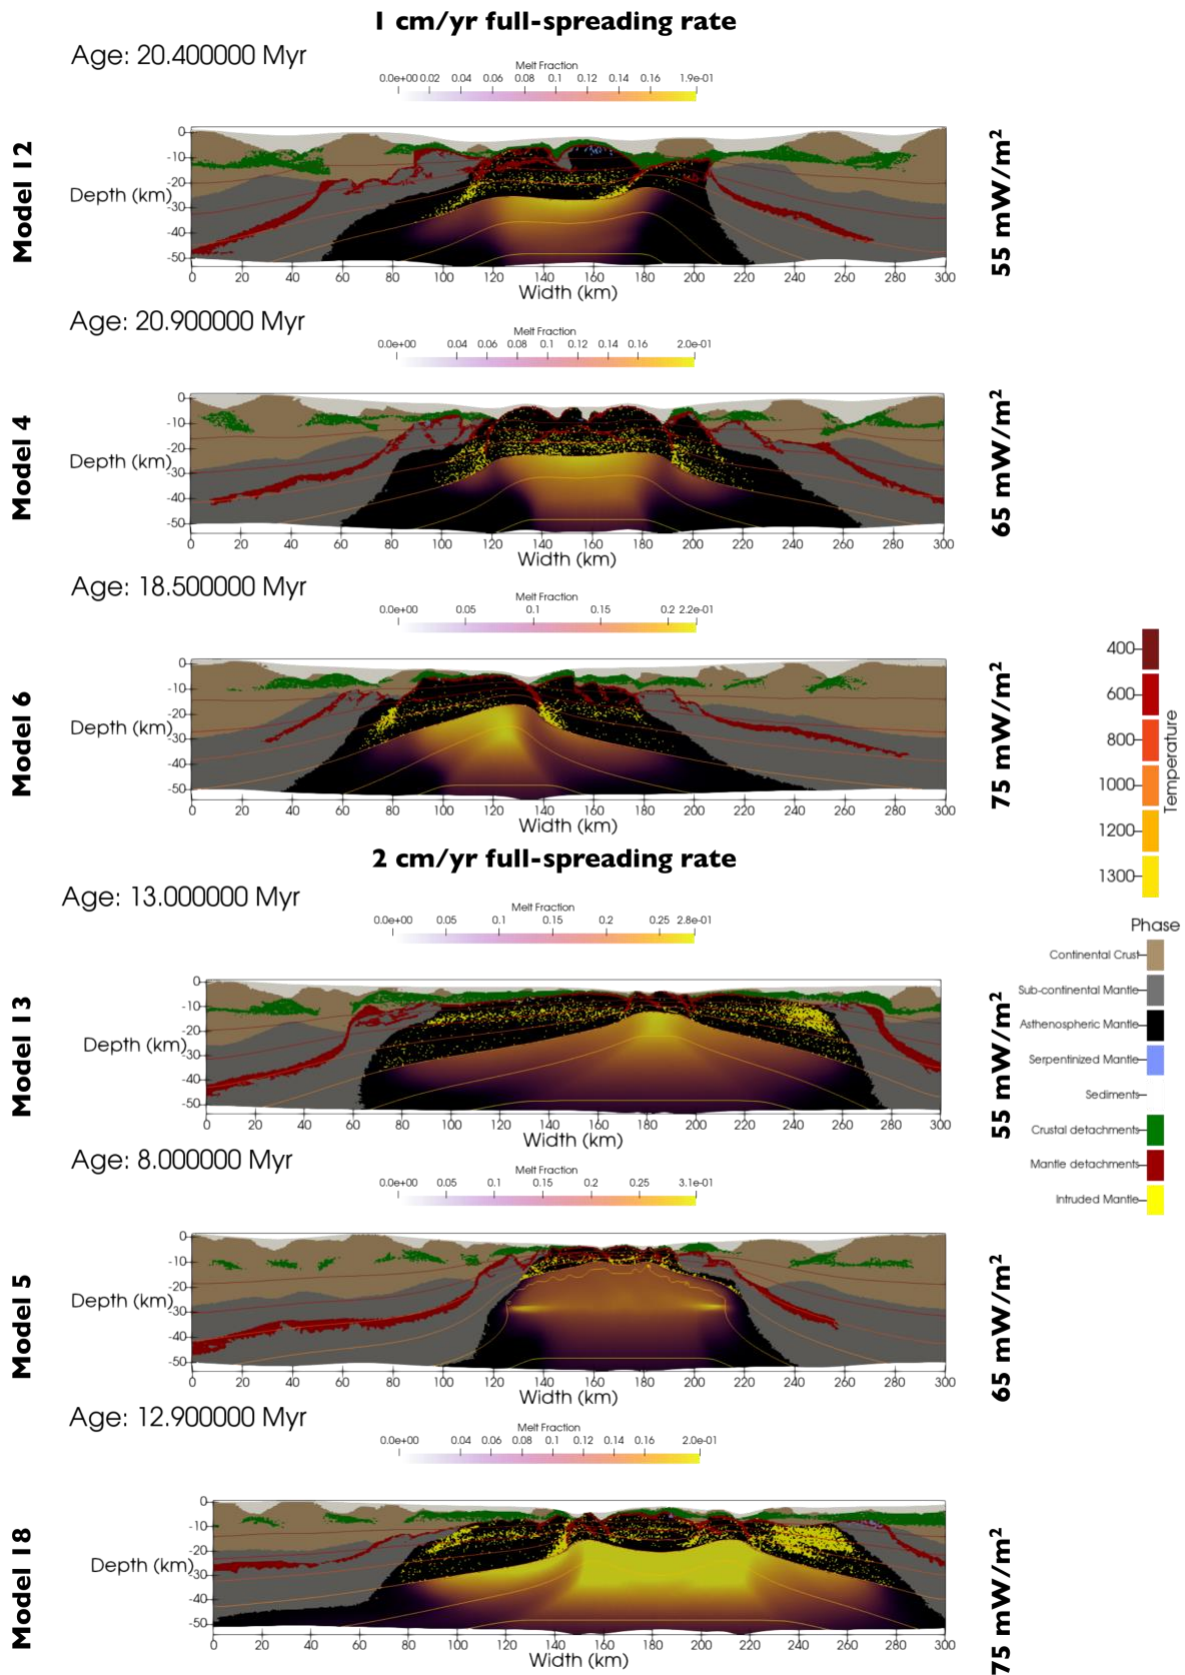 1 cm/yr full-spreading rate
Age: 20.400000 Myr
Melt Fraction
0.0e+00 0.02 0.04 0.06 0.08 0.1 0.12 0.14 0.16 1.9e-01
Model 12
55 mW/m²
Depth (km)
0
-10
-20
-30
-40
-50
0 20 40 60 80 100 120 140 160 180 200 220 240 260 280 300
Width (km)
Age: 20.900000 Myr
Melt Fraction
0.0e+00 0.04 0.06 0.08 0.1 0.12 0.14 0.16 2.0e-01
Model 4
65 mW/m²
Depth (km)
0
-10
-20
-30
-40
-50
0 20 40 60 80 100 120 140 160 180 200 220 240 260 280 300
Width (km)
Age: 18.500000 Myr
Melt Fraction
0.0e+00 0.05 0.1 0.15 0.2 2.2e-01
Model 6
75 mW/m²
Depth (km)
0
-10
-20
-30
-40
-50
0 20 40 60 80 100 120 140 160 180 200 220 240 260 280 300
Width (km)
400
600
800
1000
1200
1300
Temperature
2 cm/yr full-spreading rate
Age: 13.000000 Myr
Melt Fraction
0.0e+00 0.05 0.1 0.15 0.2 0.25 2.8e-01
Model 13
55 mW/m²
Depth (km)
0
-10
-20
-30
-40
-50
0 20 40 60 80 100 120 140 160 180 200 220 240 260 280 300
Width (km)
Phase
Continental Crust
Sub-continental Mantle
Asthenospheric Mantle
Serpentinized Mantle
Sediments
Crustal detachments
Mantle detachments
Intruded Mantle
Age: 8.000000 Myr
Melt Fraction
0.0e+00 0.05 0.1 0.15 0.2 0.25 3.1e-01
Model 5
65 mW/m²
Depth (km)
0
-10
-20
-30
-40
-50
0 20 40 60 80 100 120 140 160 180 200 220 240 260 280 300
Width (km)
Age: 12.900000 Myr
Melt Fraction
0.0e+00 0.04 0.06 0.08 0.1 0.12 0.14 0.16 2.0e-01
Model 18
75 mW/m²
Depth (km)
0
-10
-20
-30
-40
-50
0 20 40 60 80 100 120 140 160 180 200 220 240 260 280 300
Width (km)